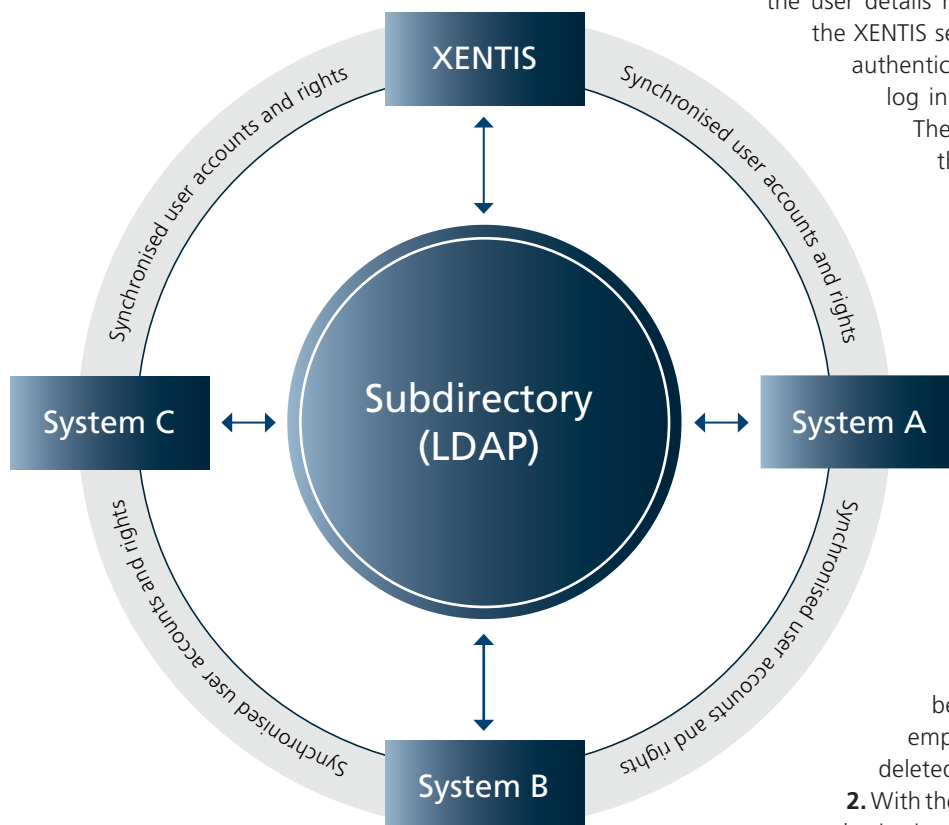 the user details
the XENTIS
authentic
log in
The
th
XENTIS
Synchronised user accounts and rights
Synchronised user accounts and rights
System C
Subdirectory
(LDAP)
System A
Synchronised user accounts and rights
Synchronised user accounts and rights
System B
be
emp
deleted
2. With the